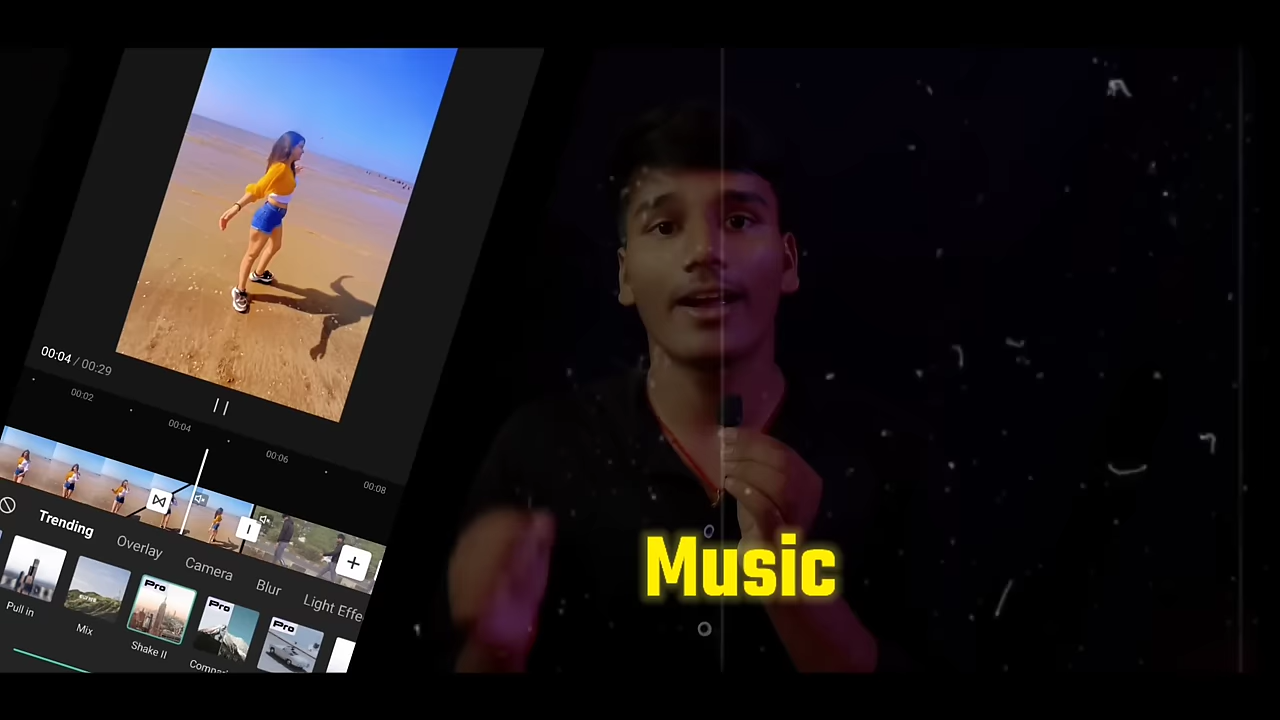 00:04 / 00:29
00:02
00:04
00:06
00:08
Trending
Overlay
Camera
Blur
Light Effe
Pro
Pro
Pro
Pull in
Mix
Shake II
Compar
Music